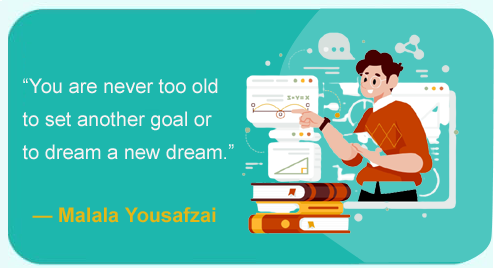 “You are never too old
to set another goal or
to dream a new dream.”
— Malala Yousafzai